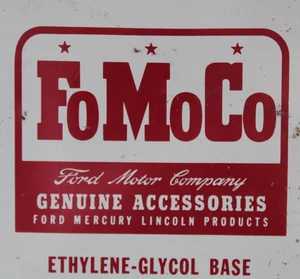 FoMoCo
Ford Motor Company
GENUINE ACCESSORIES
FORD MERCURY LINCOLN PRODUCTS
ETHYLENE-GLYCOL BASE